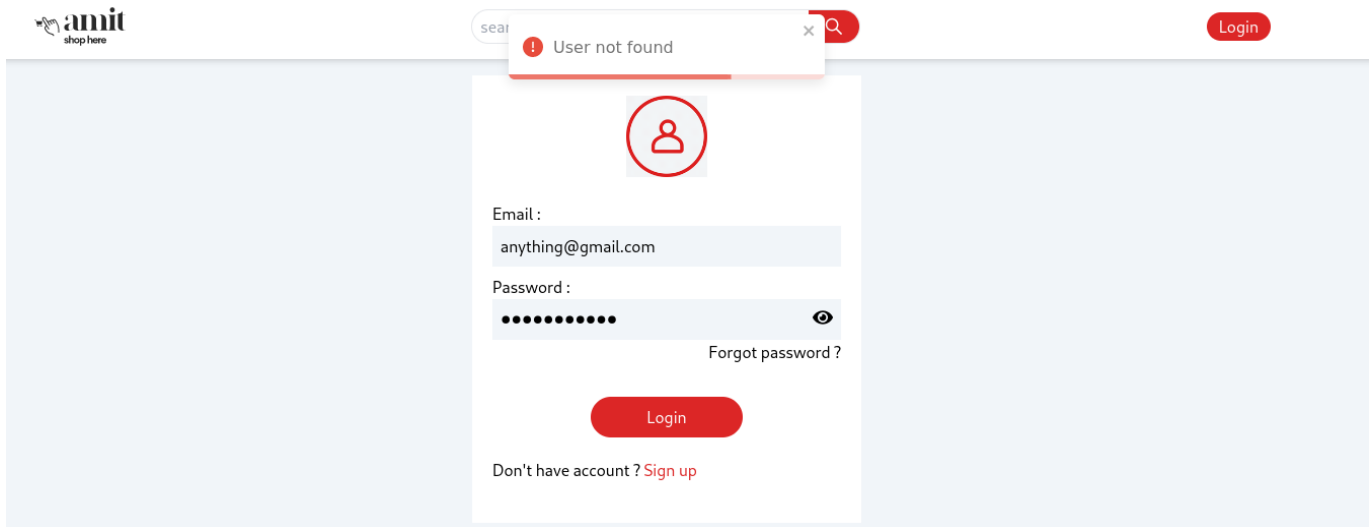 amit
shop here
Login
User not found
Email :
anything@gmail.com
Password :
Forgot password ?
Login
Don't have account ? Sign up